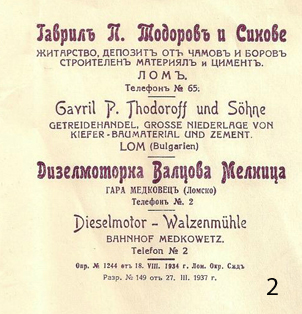 Гаврилъ П. Тодоровъ и Синове
ЖИТАРСТВО, ДЕПОЗИТЪ ОТЪ ЧАМОВЪ И БОРОВЪ
СТРОИТЕЛЕНЪ МАТЕРИЯЛЪ И ЦИМЕНТЪ.
ЛОМЪ.
Телефонъ № 65.
Gavril P. Thodoroff und Söhne
GETREIDEHANDEL, GROSSE NIEDERLAGE VON
KIEFER-BAUMATERIAL UND ZEMENT.
LOM (Bulgarien)
Дизелмоторна Валцова Мелница
ГАРА МЕДКОВЕЦЪ (Ломско)
Телефонъ № 2
Dieselmotor – Walzenmühle
BAHNHOF MEDKOWETZ.
Telefon № 2
Опр. № 1244 отъ 18. VIII. 1934 г. Лом. Окр. Сѫдъ
Разр. № 149 отъ 27. III. 1937 г.
2